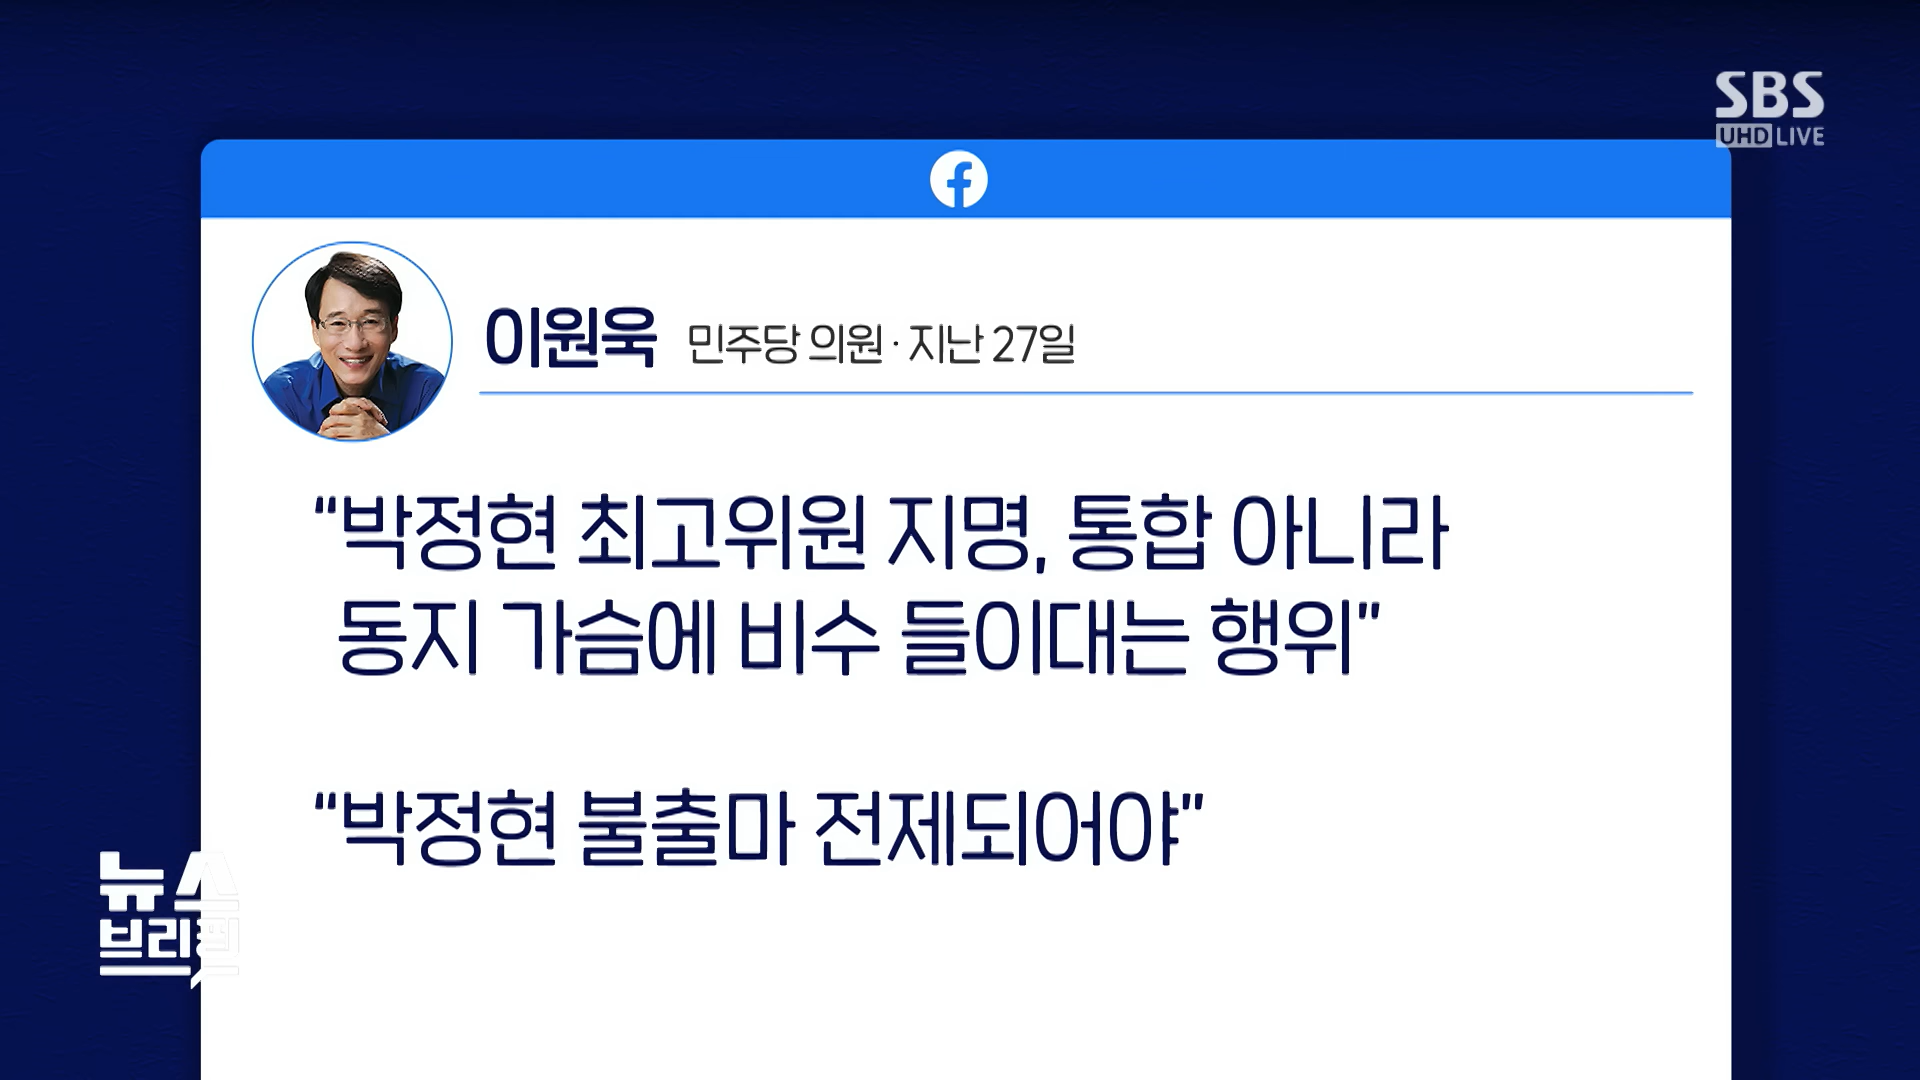 SBS
UHD LIVE
이원욱 민주당 의원 · 지난 27일
“박정현 최고위원 지명, 통합 아니라
동지 가슴에 비수 들이대는 행위”
“박정현 불출마 전제되어야”
뉴스
브리핑